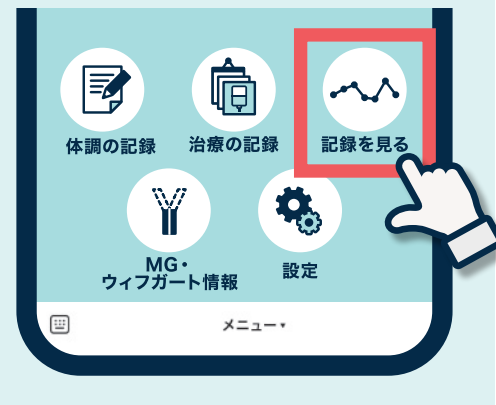 体調の記録
治療の記録
記録を見る
MG・
ウィフガート情報
設定
メニュー▾